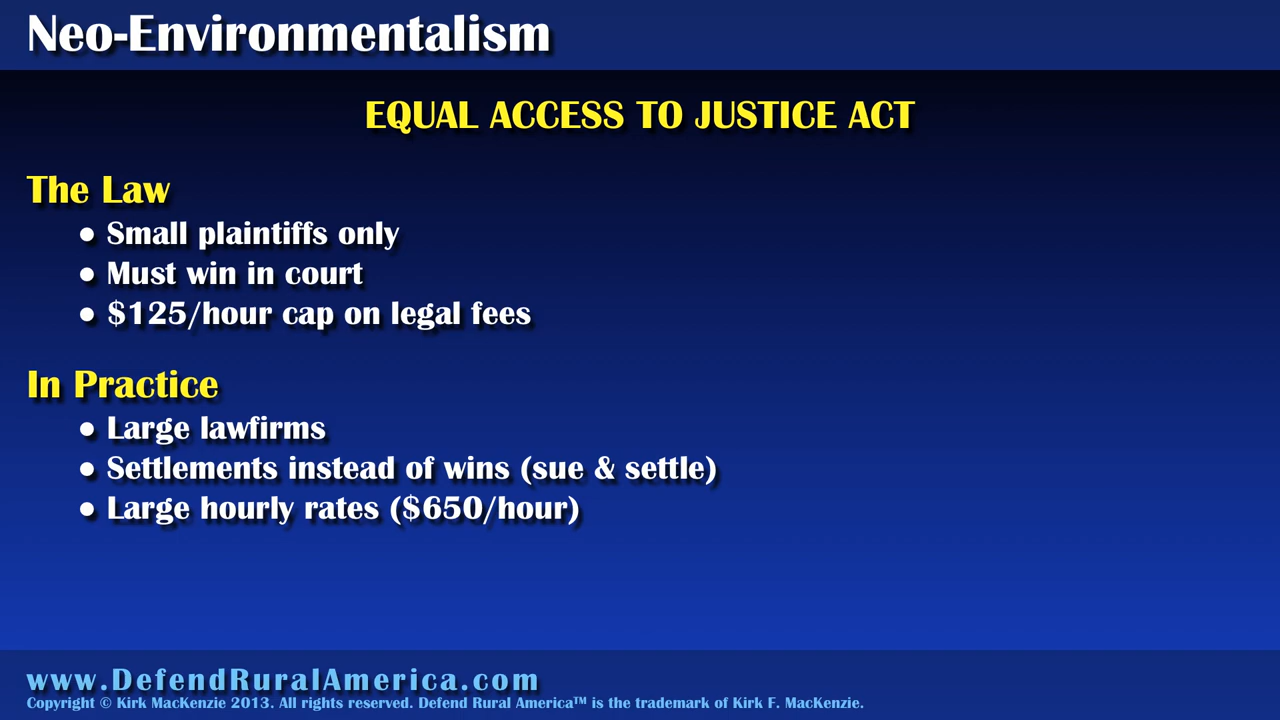 Neo-Environmentalism
EQUAL ACCESS TO JUSTICE ACT
The Law
● Small plaintiffs only
● Must win in court
● $125/hour cap on legal fees
In Practice
● Large lawfirms
● Settlements instead of wins (sue & settle)
● Large hourly rates ($650/hour)
www.DefendRuralAmerica.com
Copyright © Kirk MacKenzie 2013. All rights reserved. Defend Rural America™ is the trademark of Kirk F. MacKenzie.